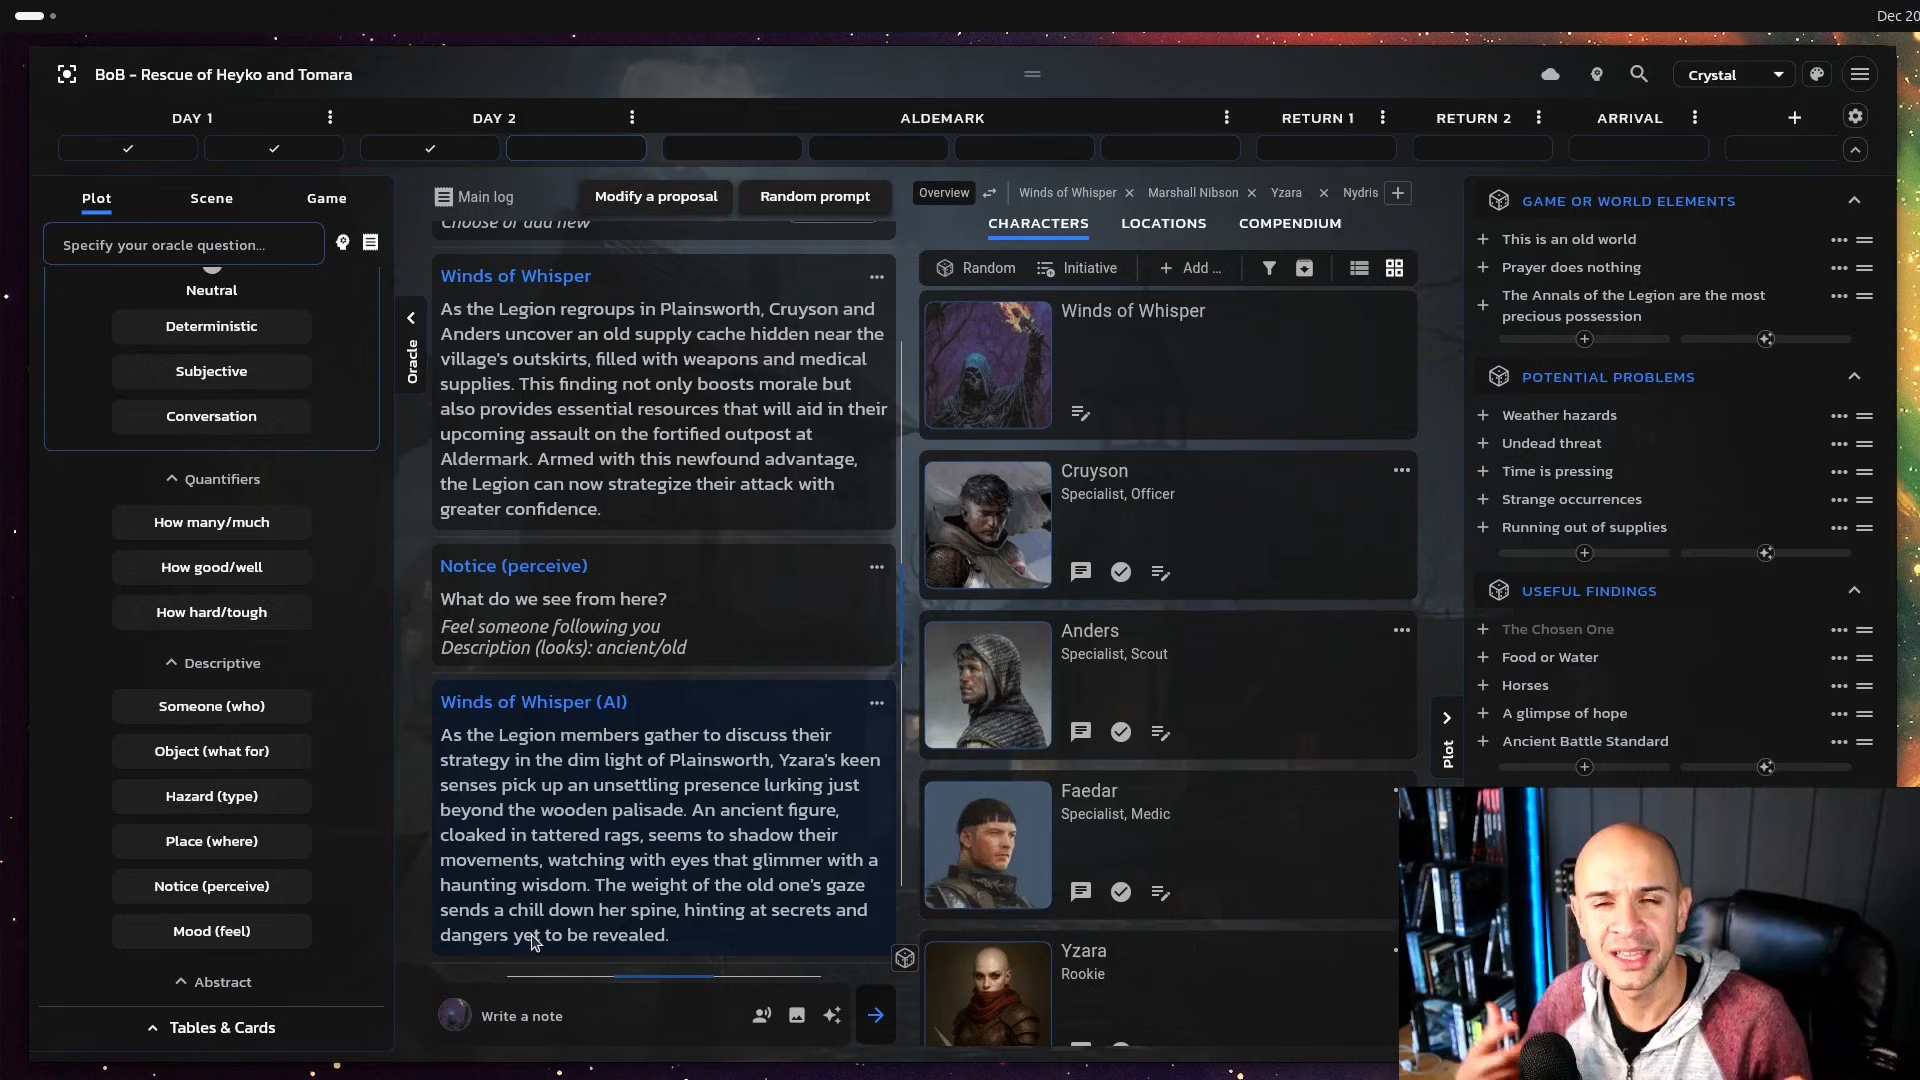 Dec 20
BoB - Rescue of Heyko and Tomara
Crystal
DAY 1
DAY 2
ALDEMARK
RETURN 1
RETURN 2
ARRIVAL
Plot
Scene
Game
Specify your oracle question...
Neutral
Deterministic
Subjective
Conversation
Quantifiers
How many/much
How good/well
How hard/tough
Descriptive
Someone (who)
Object (what for)
Hazard (type)
Place (where)
Notice (perceive)
Mood (feel)
Abstract
Tables & Cards
Oracle
Main log
Modify a proposal
Random prompt
Choose or add new
Winds of Whisper
As the Legion regroups in Plainsworth, Cruyson and
Anders uncover an old supply cache hidden near the
village's outskirts, filled with weapons and medical
supplies. This finding not only boosts morale but
also provides essential resources that will aid in their
upcoming assault on the fortified outpost at
Aldermark. Armed with this newfound advantage,
the Legion can now strategize their attack with
greater confidence.
Notice (perceive)
What do we see from here?
Feel someone following you
Description (looks): ancient/old
Winds of Whisper (AI)
As the Legion members gather to discuss their
strategy in the dim light of Plainsworth, Yzara's keen
senses pick up an unsettling presence lurking just
beyond the wooden palisade. An ancient figure,
cloaked in tattered rags, seems to shadow their
movements, watching with eyes that glimmer with a
haunting wisdom. The weight of the old one's gaze
sends a chill down her spine, hinting at secrets and
dangers yet to be revealed.
Write a note
Overview
Winds of Whisper
Marshall Nibson
Yzara
Nydris
CHARACTERS
LOCATIONS
COMPENDIUM
Random
Initiative
Add ...
Winds of Whisper
Cruyson
Specialist, Officer
Anders
Specialist, Scout
Faedar
Specialist, Medic
Yzara
Rookie
Plot
GAME OR WORLD ELEMENTS
This is an old world
Prayer does nothing
The Annals of the Legion are the most
precious possession
POTENTIAL PROBLEMS
Weather hazards
Undead threat
Time is pressing
Strange occurrences
Running out of supplies
USEFUL FINDINGS
The Chosen One
Food or Water
Horses
A glimpse of hope
Ancient Battle Standard